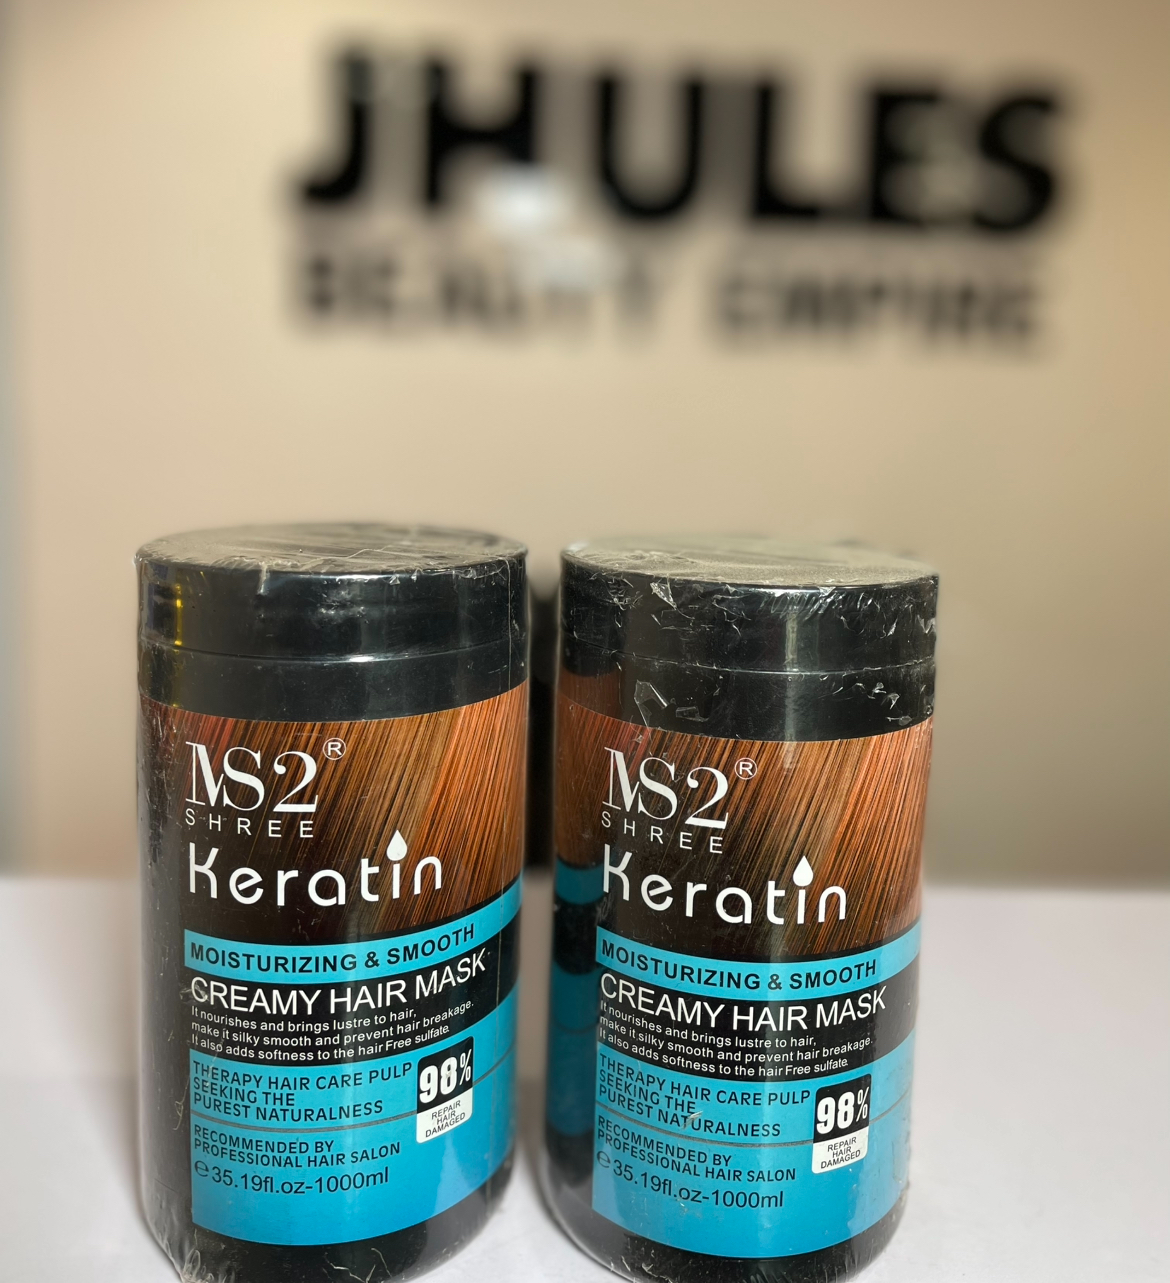 JHULES
BEAUTY EMPIRE
MS2®
SHREE
Keratin
MOISTURIZING & SMOOTH
CREAMY HAIR MASK
It nourishes and brings lustre to hair,
make it silky smooth and prevent hair breakage.
It also adds softness to the hair Free sulfate.
THERAPY HAIR CARE PULP
SEEKING THE
PUREST NATURALNESS
98%
REPAIR
HAIR
DAMAGED
RECOMMENDED BY
PROFESSIONAL HAIR SALON
℮35.19fl.oz-1000ml
MS2®
SHREE
Keratin
MOISTURIZING & SMOOTH
CREAMY HAIR MASK
It nourishes and brings lustre to hair,
make it silky smooth and prevent hair breakage.
It also adds softness to the hair Free sulfate.
THERAPY HAIR CARE PULP
SEEKING THE
PUREST NATURALNESS
98%
REPAIR
HAIR
DAMAGED
RECOMMENDED BY
PROFESSIONAL HAIR SALON
℮35.19fl.oz-1000ml